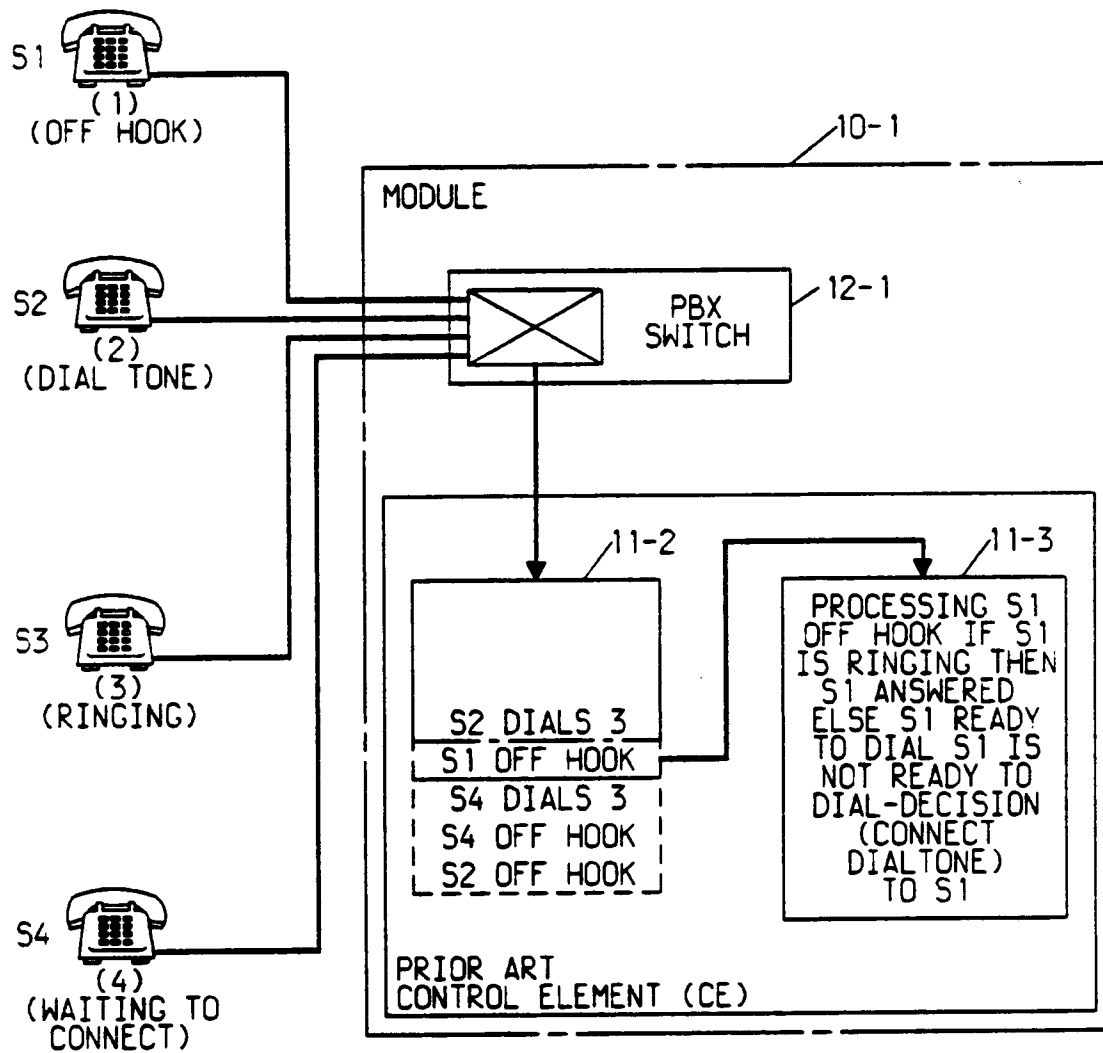 S1
(1)
(OFF HOOK)
10-1
MODULE
S2
(2)
(DIAL TONE)
PBX
SWITCH
12-1
S3
(3)
(RINGING)
11-2
S2 DIALS 3
S1 OFF HOOK
S4 DIALS 3
S4 OFF HOOK
S2 OFF HOOK
11-3
PROCESSING S1
OFF HOOK IF S1
IS RINGING THEN
S1 ANSWERED
ELSE S1 READY
TO DIAL S1 IS
NOT READY TO
DIAL-DECISION
(CONNECT
DIALTONE)
TO S1
S4
(4)
(WAITING TO
CONNECT)
PRIOR ART
CONTROL ELEMENT (CE)